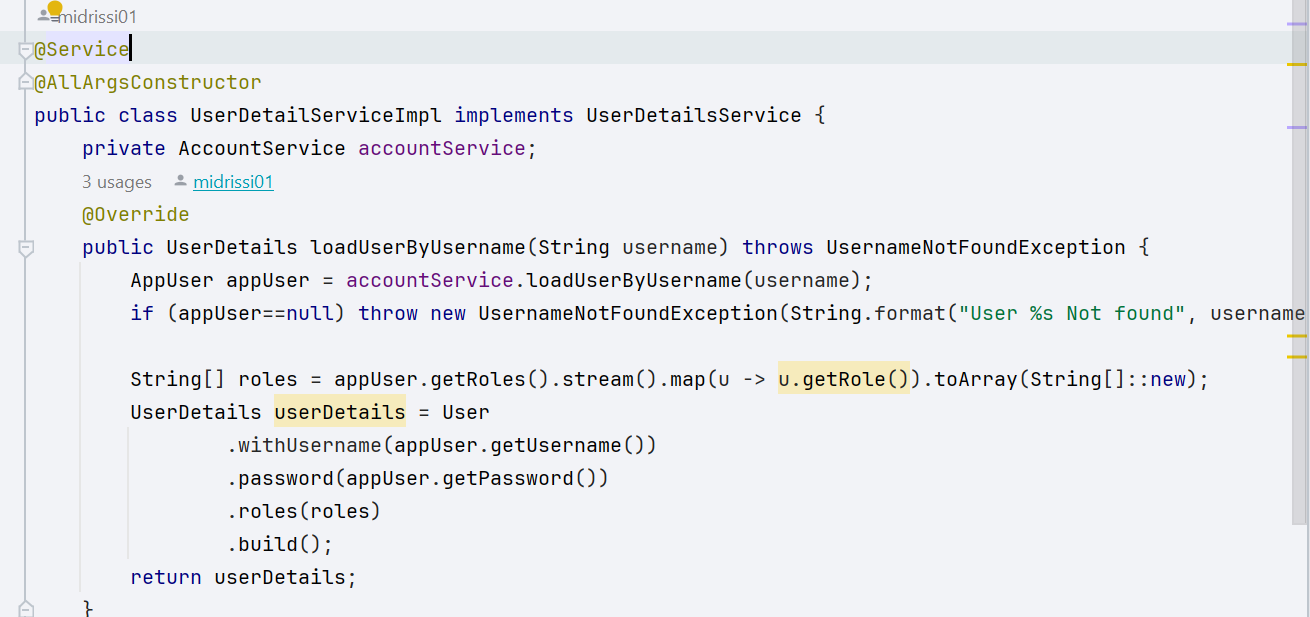 midrissi01
@Service
@AllArgsConstructor
public class UserDetailServiceImpl implements UserDetailsService {
private AccountService accountService;
3 usages midrissi01
@Override
public UserDetails loadUserByUsername(String username) throws UsernameNotFoundException {
AppUser appUser = accountService.loadUserByUsername(username);
if (appUser==null) throw new UsernameNotFoundException(String.format("User %s Not found", username
String[] roles = appUser.getRoles().stream().map(u -> u.getRole()).toArray(String[]::new);
UserDetails userDetails = User
.withUsername(appUser.getUsername())
.password(appUser.getPassword())
.roles(roles)
.build();
return userDetails;
}